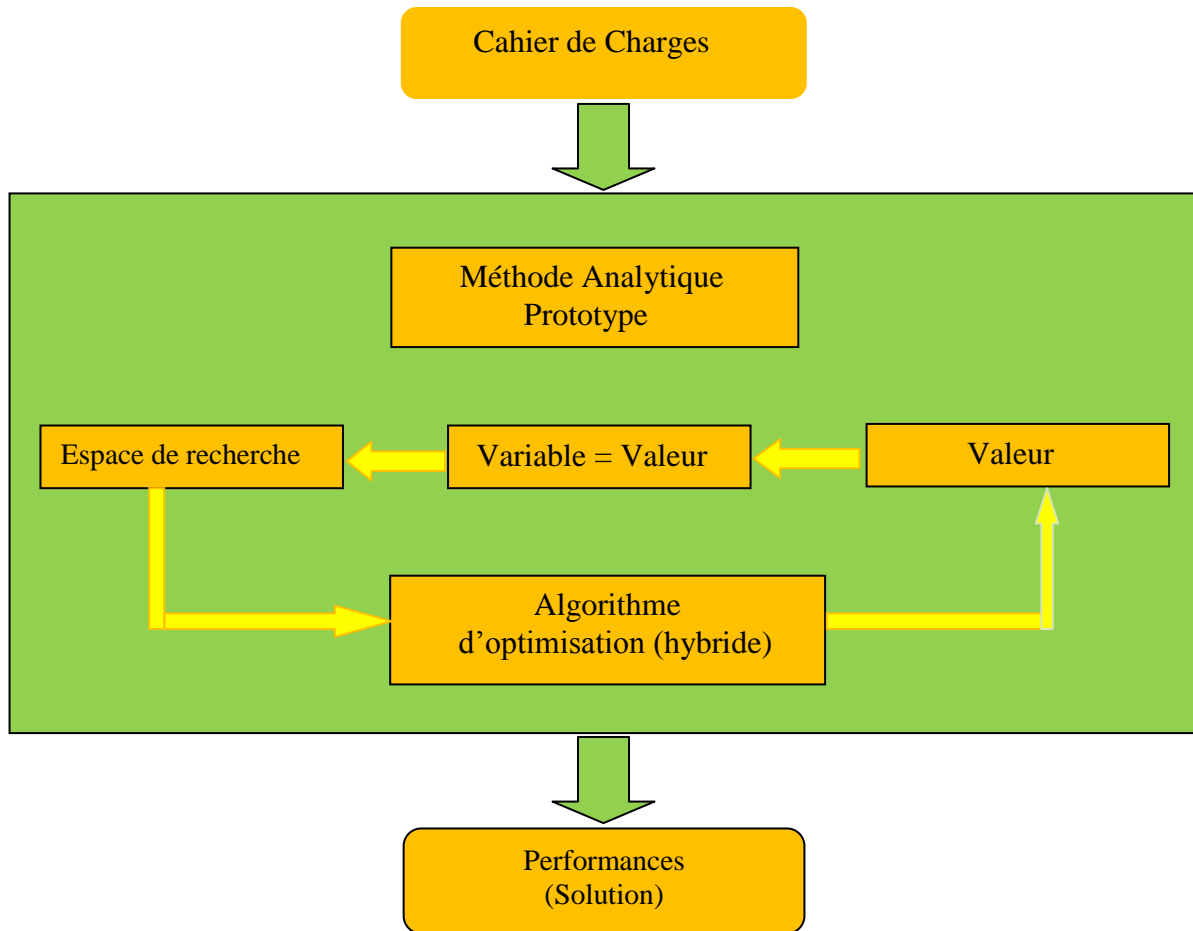 Cahier de Charges
Méthode Analytique
Prototype
Espace de recherche
Variable = Valeur
Valeur
Algorithme
d’optimisation (hybride)
Performances
(Solution)